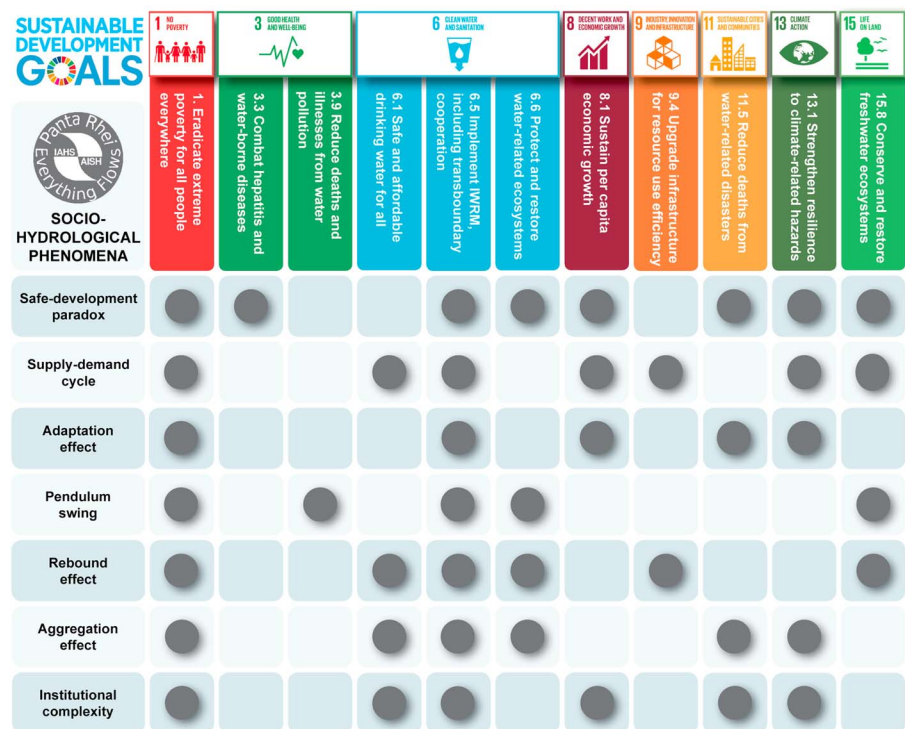 SUSTAINABLE
DEVELOPMENT
GOALS
1 NO
POVERTY
3 GOOD HEALTH
AND WELL-BEING
6 CLEAN WATER
AND SANITATION
8 DECENT WORK AND
ECONOMIC GROWTH
9 INDUSTRY, INNOVATION
AND INFRASTRUCTURE
11 SUSTAINABLE CITIES
AND COMMUNITIES
13 CLIMATE
ACTION
15 LIFE
ON LAND
Panta Rhei
IAHS
AISH
Everything Flows
SOCIO-
HYDROLOGICAL
PHENOMENA
1. Eradicate extreme
poverty for all people
everywhere
3.3 Combat hepatitis and
water-borne diseases
3.9 Reduce deaths and
illnesses from water
pollution
6.1 Safe and affordable
drinking water for all
6.5 Implement IWRM,
including transboundary
cooperation
6.6 Protect and restore
water-related ecosystems
8.1 Sustain per capita
economic growth
9.4 Upgrade infrastructure
for resource use efficiency
11.5 Reduce deaths from
water-related disasters
13.1 Strengthen resilience
to climate-related hazards
15.8 Conserve and restore
freshwater ecosystems
Safe-development
paradox
Supply-demand
cycle
Adaptation
effect
Pendulum
swing
Rebound
effect
Aggregation
effect
Institutional
complexity